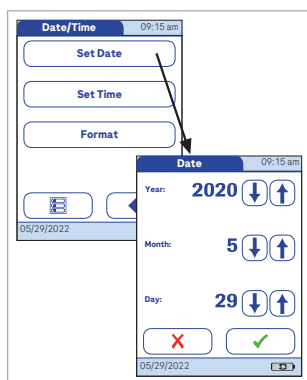 Date/Time 09:15 am
Set Date
Set Time
Format
05/29/2022
Date 09:15 am
Year: 2020
Month: 5
Day: 29
05/29/2022